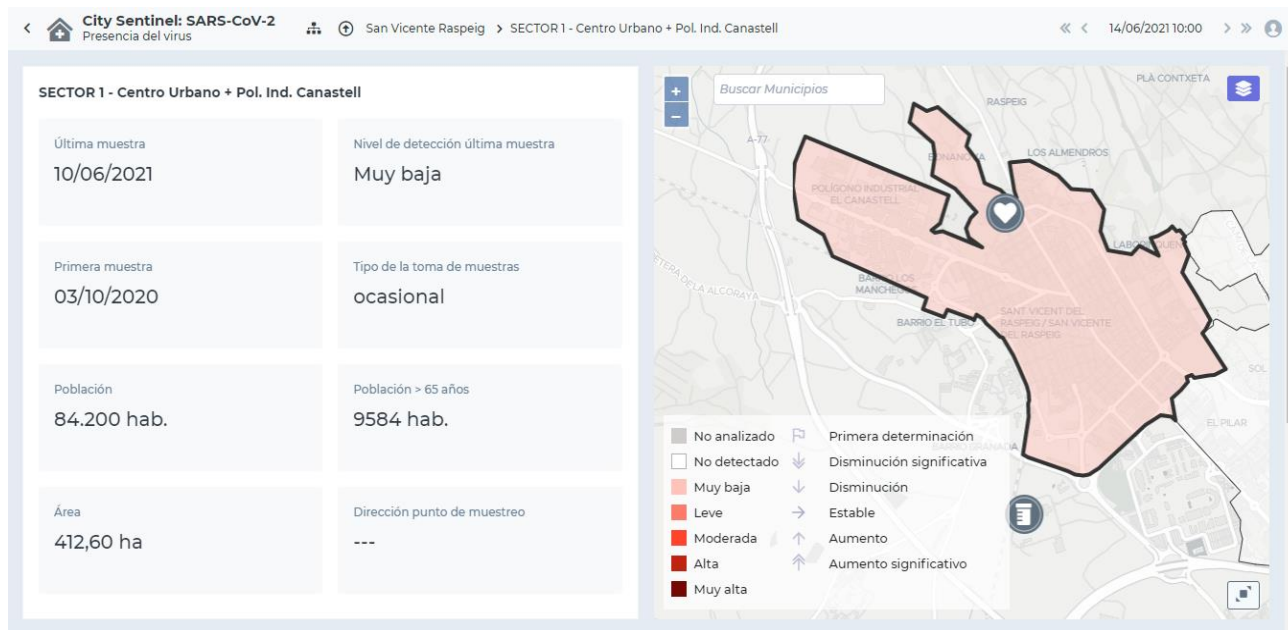 City Sentinel: SARS-CoV-2
Presencia del virus
San Vicente Raspeig > SECTOR 1 - Centro Urbano + Pol. Ind. Canastell
14/06/2021 10:00
SECTOR 1 - Centro Urbano + Pol. Ind. Canastell
Última muestra
10/06/2021
Nivel de detección última muestra
Muy baja
Primera muestra
03/10/2020
Tipo de la toma de muestras
ocasional
Población
84.200 hab.
Población > 65 años
9584 hab.
Área
412,60 ha
Dirección punto de muestreo
---
+
−
Buscar Municipios
PLÀ CONTXETA
RASPEIG
A-77
LOS ALMENDROS
POLÍGONO INDUSTRIAL
EL CANASTELL
BARRIO LOS
MANCHEGOS
BARRIO EL TUBO
SANT VICENT DEL
RASPEIG / SAN VICENTE
DEL RASPEIG
SOL
EL PILAR
No analizado
Primera determinación
No detectado
Disminución significativa
Muy baja
Disminución
Leve
Estable
Moderada
Aumento
Alta
Aumento significativo
Muy alta